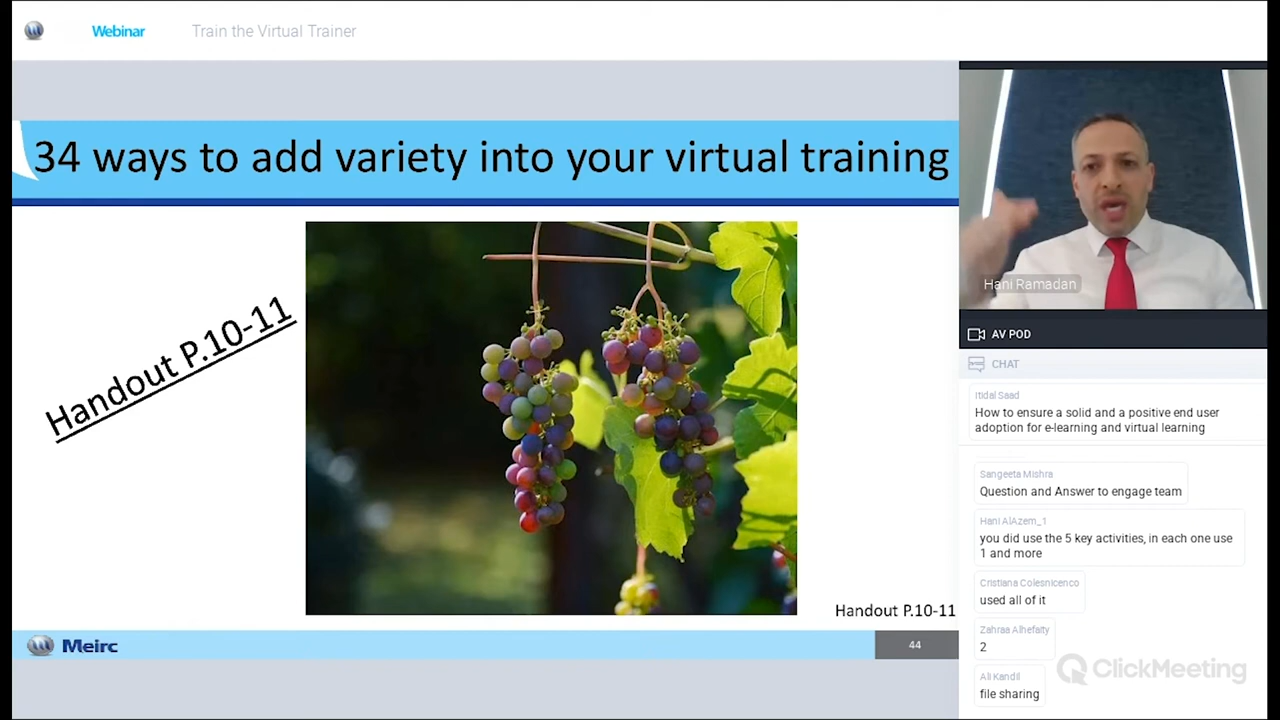 Webinar
Train the Virtual Trainer
34 ways to add variety into your virtual training
Handout P.10-11
Handout P.10-11
Meirc
44
Hani Ramadan
AV POD
CHAT
Itidal Saad
How to ensure a solid and a positive end user
adoption for e-learning and virtual learning
Sangeeta Mishra
Question and Answer to engage team
Hani AlAzem_1
you did use the 5 key activities, in each one use
1 and more
Cristiana Colesnicenco
used all of it
Zahraa Alhefaity
2
Ali Kandil
file sharing
ClickMeeting